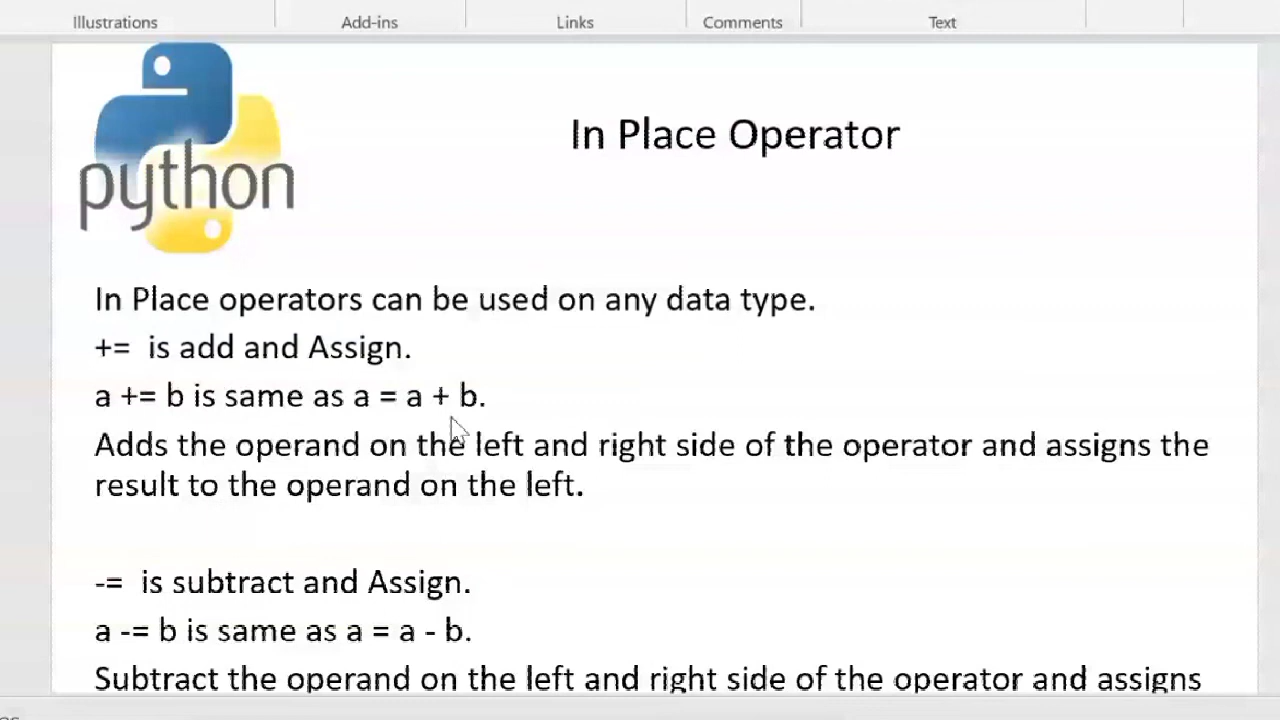 Illustrations Add-ins Links Comments Text
python
In Place Operator
In Place operators can be used on any data type.
+= is add and Assign.
a += b is same as a = a + b.
Adds the operand on the left and right side of the operator and assigns the
result to the operand on the left.
-= is subtract and Assign.
a -= b is same as a = a - b.
Subtract the operand on the left and right side of the operator and assigns